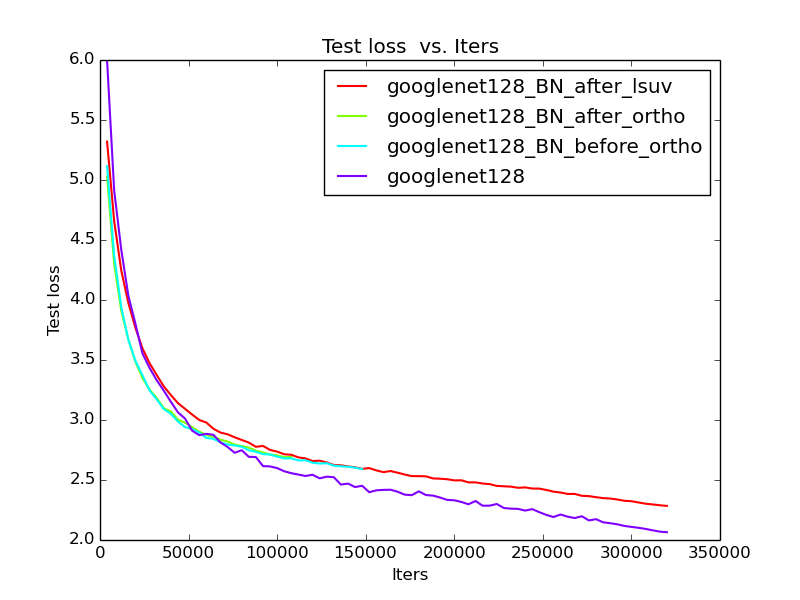 Test loss  vs. Iters
6.0
5.5
5.0
4.5
4.0
3.5
3.0
2.5
2.0
Test loss
googlenet128_BN_after_lsuv
googlenet128_BN_after_ortho
googlenet128_BN_before_ortho
googlenet128
0 50000 100000 150000 200000 250000 300000 350000
Iters